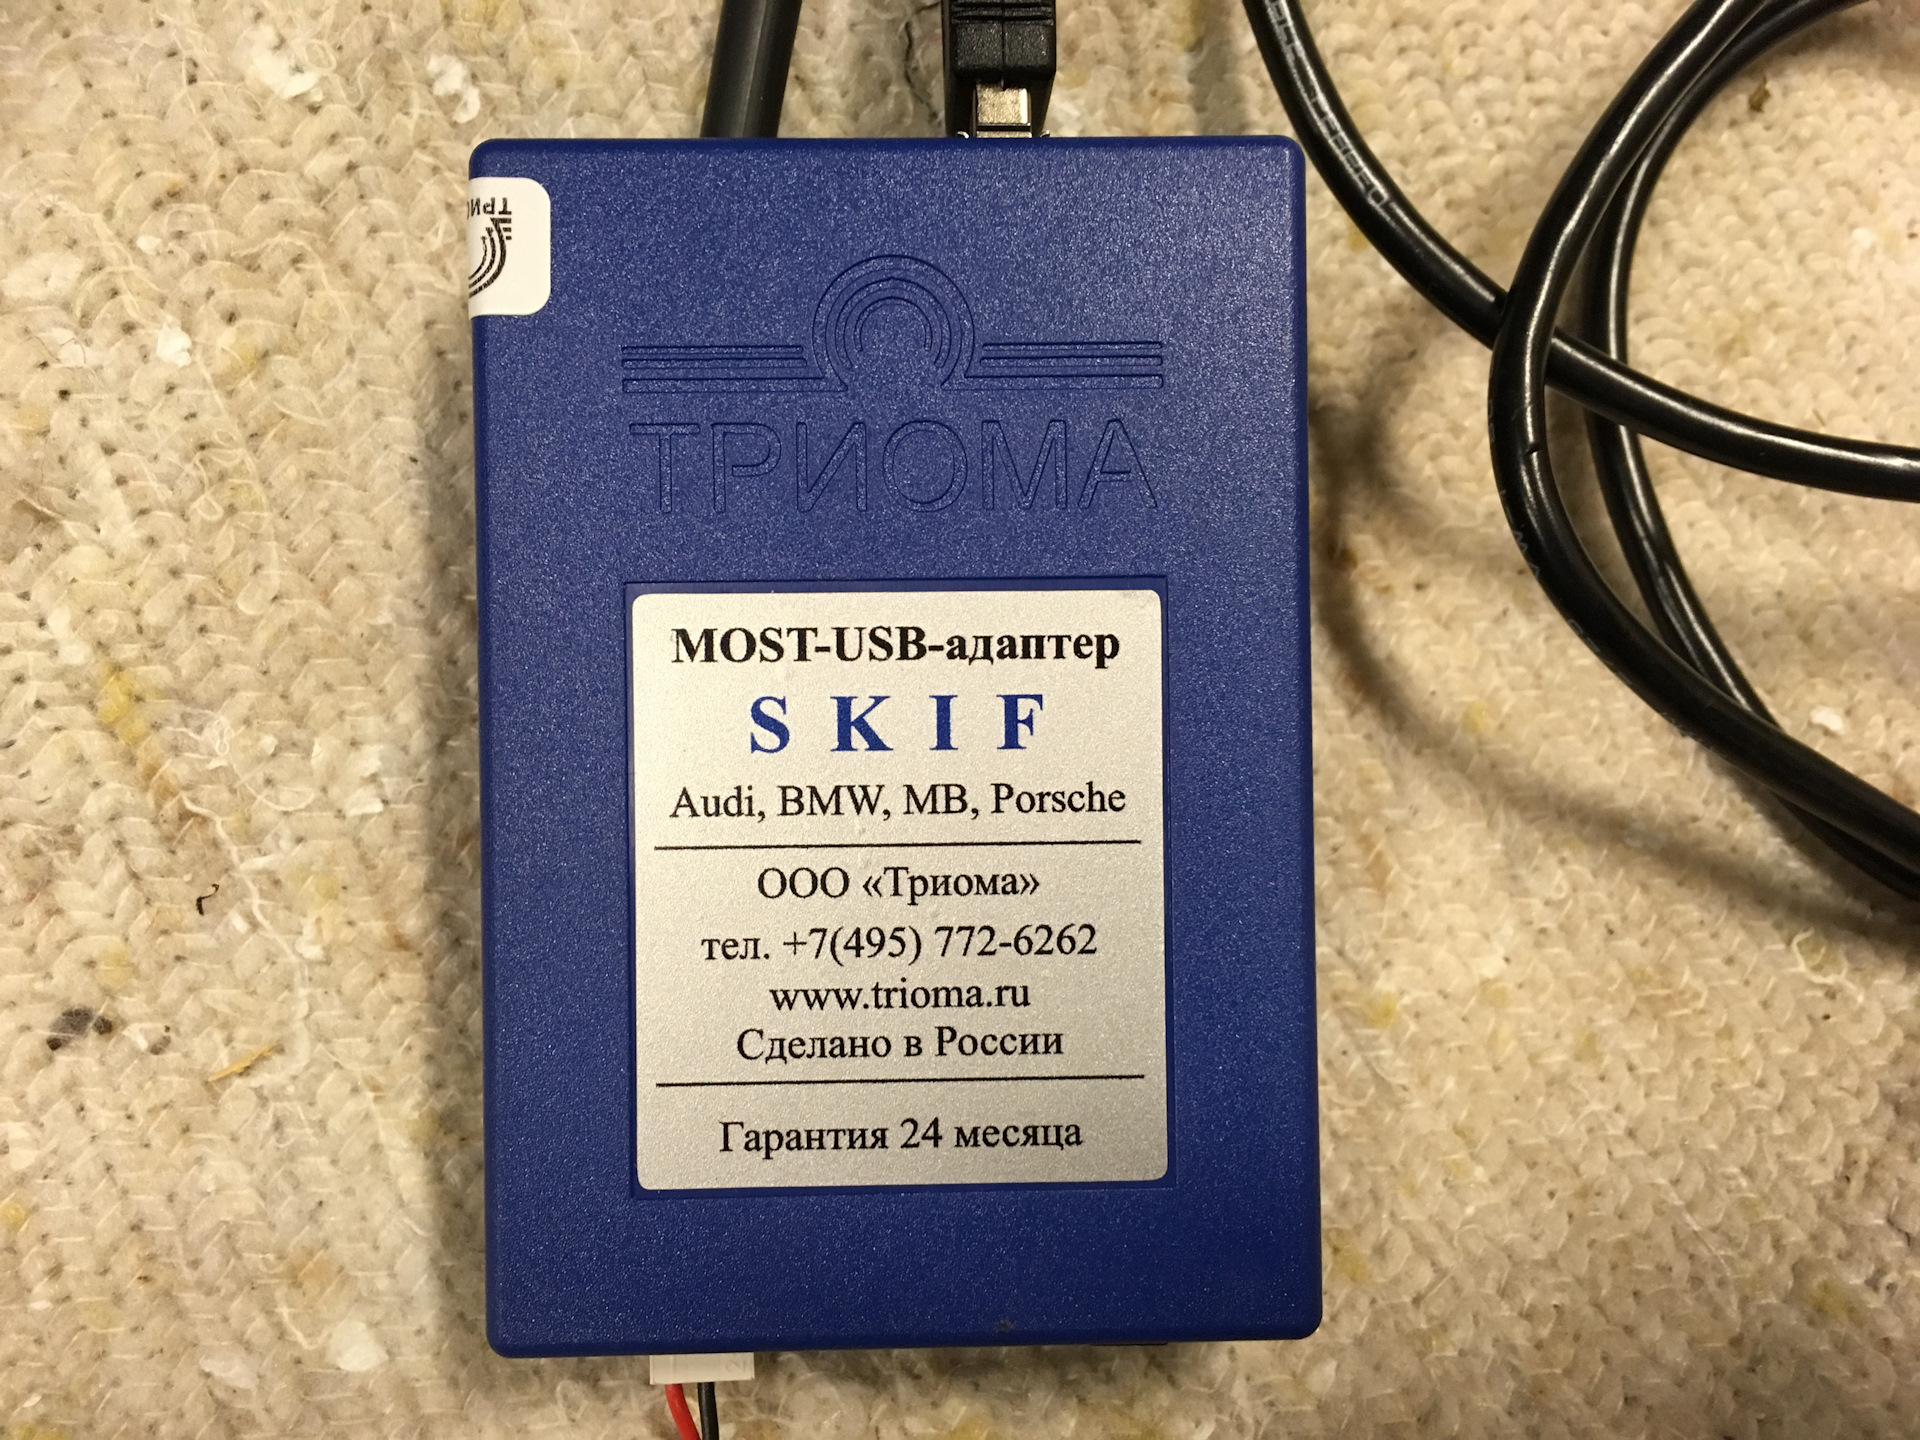 ТРИОМА
MOST-USB-адаптер
SKIF
Audi, BMW, MB, Porsche
ООО «Триома»
тел. +7(495) 772-6262
www.trioma.ru
Сделано в России
Гарантия 24 месяца